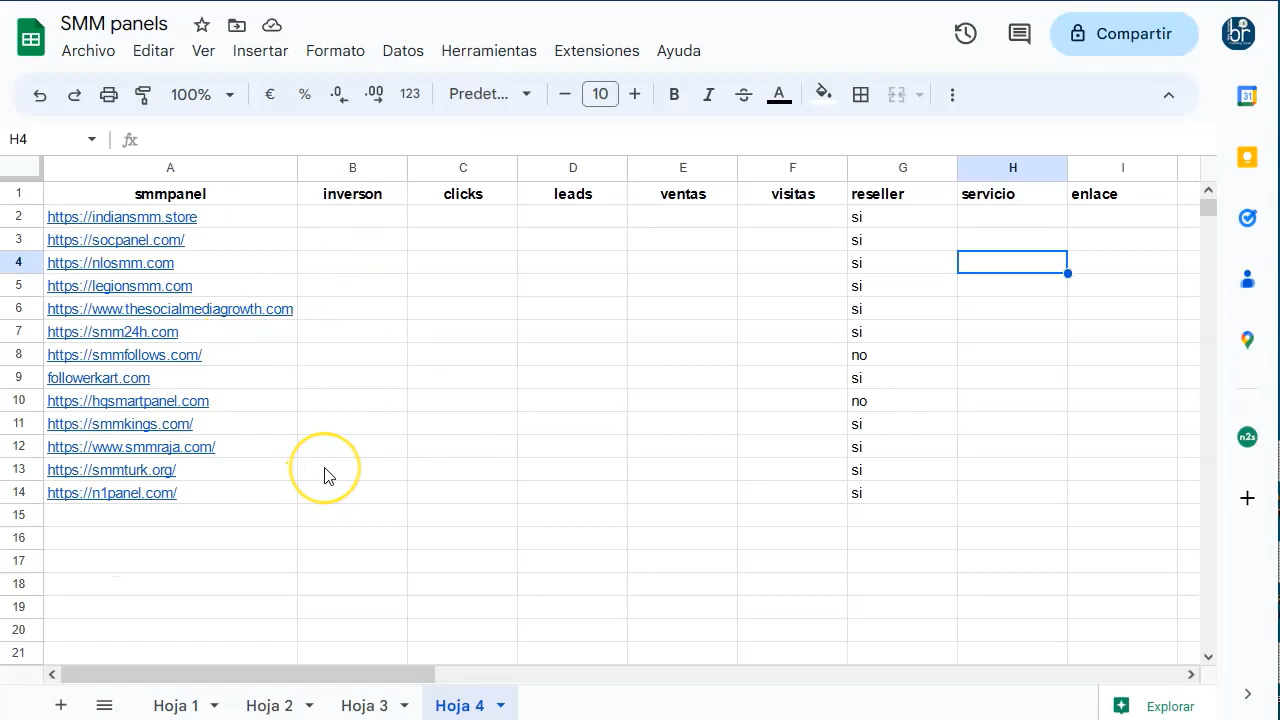 SMM panels
Archivo Editar Ver Insertar Formato Datos Herramientas Extensiones Ayuda
Compartir
br
100% € % .0 .00 123 Predet... 10 B I S A
31
H4 fx
A B C D E F G H I
1 smmpanel inverson clicks leads ventas visitas reseller servicio enlace
2 https://indiansmm.store si
3 https://socpanel.com/ si
4 https://nlosmm.com si
5 https://legionsmm.com si
6 https://www.thesocialmediagrowth.com si
7 https://smm24h.com si
8 https://smmfollows.com/ no
9 followerkart.com si
10 https://hqsmartpanel.com no
11 https://smmkings.com/ si
12 https://www.smmraja.com/ si
13 https://smmturk.org/ si
14 https://n1panel.com/ si
15
16
17
18
19
20
21
n2s
Hoja 1 Hoja 2 Hoja 3 Hoja 4 Explorar